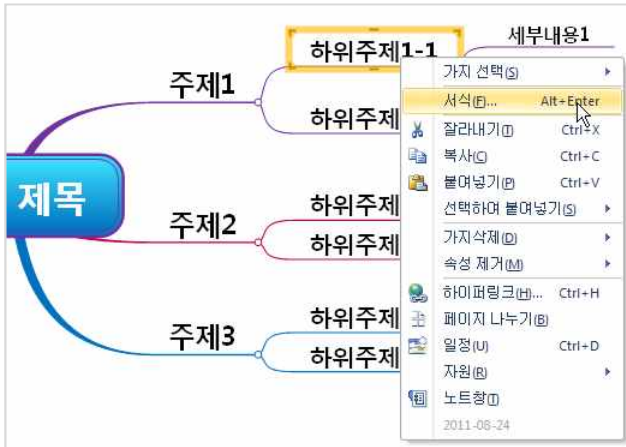 하위주제1-1
세부내용1
주제1
하위주제
제목
주제2
하위주제
하위주제
주제3
하위주제
하위주제
가지 선택(S)
서식(F)... Alt+Enter
잘라내기(T) Ctrl+X
복사(C) Ctrl+C
붙여넣기(P) Ctrl+V
선택하여 붙여넣기(S)
가지삭제(D)
속성 제거(M)
하이퍼링크(H)... Ctrl+H
페이지 나누기(B)
일정(U) Ctrl+D
자원(R)
노트창(T)
2011-08-24